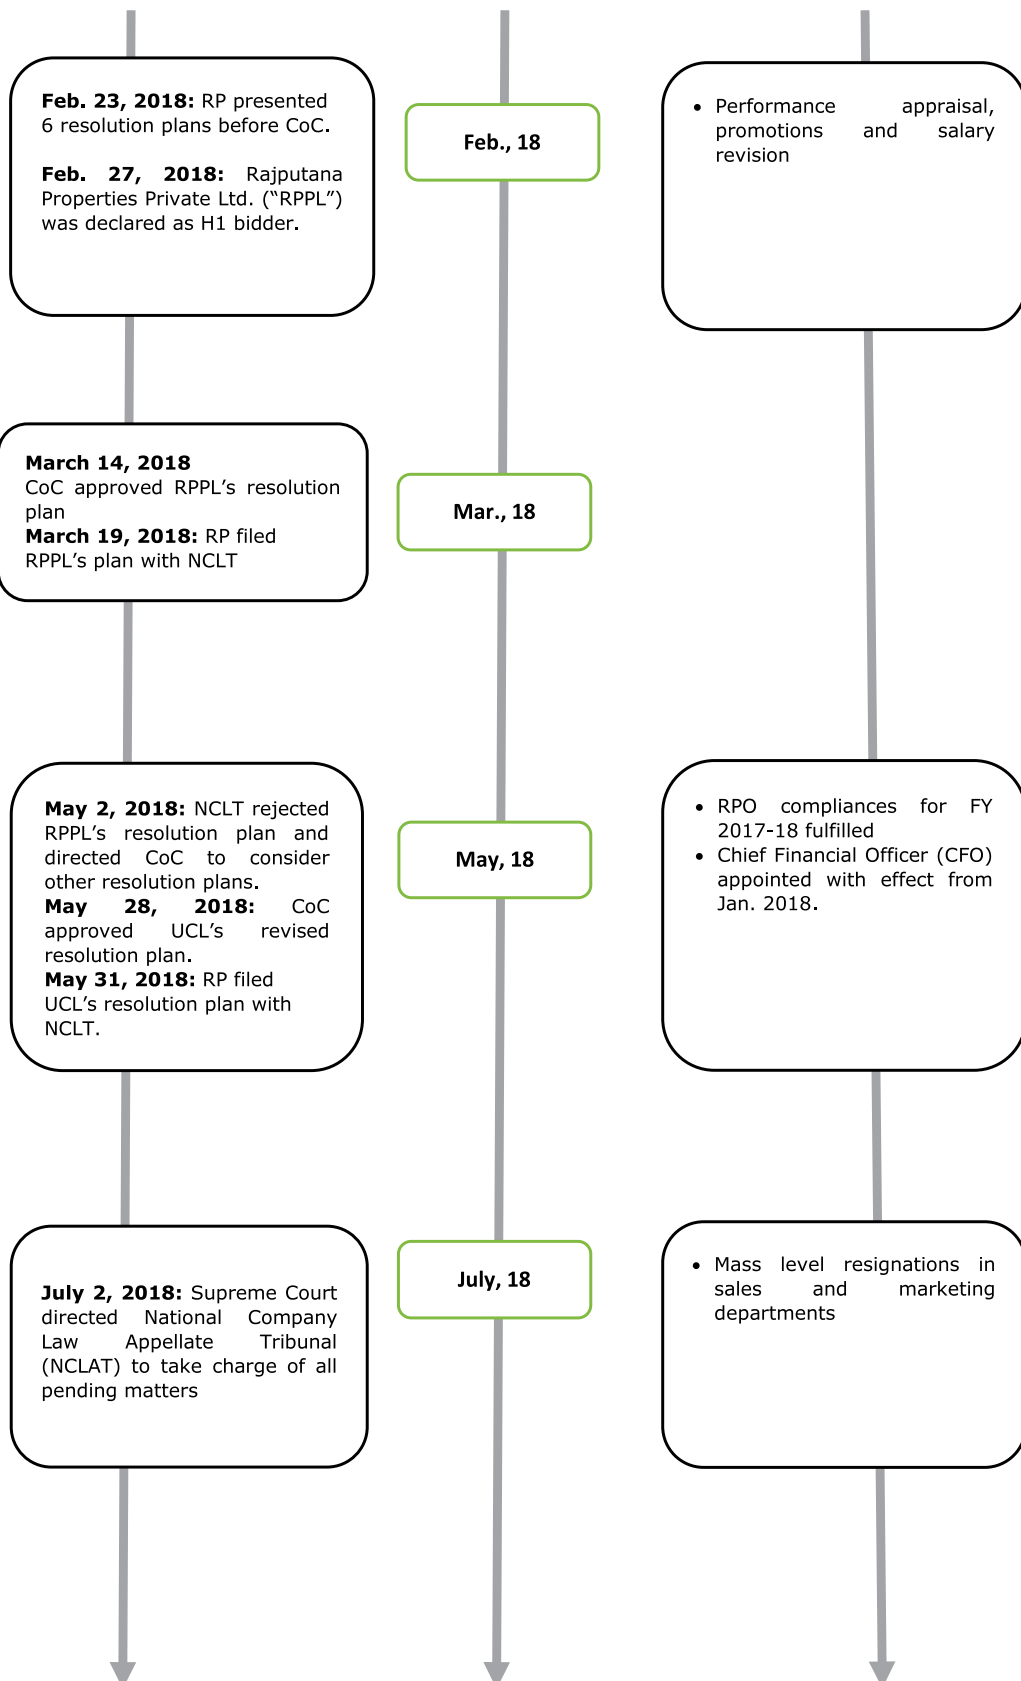 Feb. 23, 2018: RP presented
6 resolution plans before CoC.
Feb. 27, 2018: Rajputana
Properties Private Ltd. (“RPPL”)
was declared as H1 bidder.
Feb., 18
• Performance appraisal,
promotions and salary
revision
March 14, 2018
CoC approved RPPL’s resolution
plan
March 19, 2018: RP filed
RPPL’s plan with NCLT
Mar., 18
May 2, 2018: NCLT rejected
RPPL’s resolution plan and
directed CoC to consider
other resolution plans.
May 28, 2018: CoC
approved UCL’s revised
resolution plan.
May 31, 2018: RP filed
UCL’s resolution plan with
NCLT.
May, 18
• RPO compliances for FY
2017-18 fulfilled
• Chief Financial Officer (CFO)
appointed with effect from
Jan. 2018.
July 2, 2018: Supreme Court
directed National Company
Law Appellate Tribunal
(NCLAT) to take charge of all
pending matters
July, 18
• Mass level resignations in
sales and marketing
departments